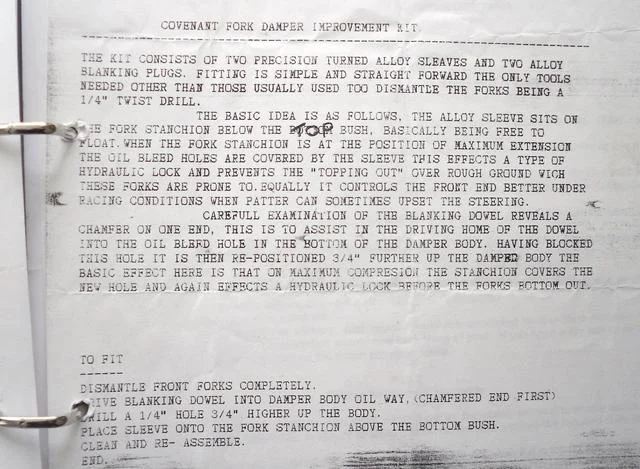 COVENANT FORK DAMPER IMPROVEMENT KIT.
THE KIT CONSISTS OF TWO PRECISION TURNED ALLOY SLEAVES AND TWO ALLOY
BLANKING PLUGS. FITTING IS SIMPLE AND STRAIGHT FORWARD THE ONLY TOOLS
NEEDED OTHER THAN THOSE USUALLY USED TOO DISMANTLE THE FORKS BEING A
1/4" TWIST DRILL.
THE BASIC IDEA IS AS FOLLOWS, THE ALLOY SLEEVE SITS ON
THE FORK STANCHION BELOW THE TOP BUSH, BASICALLY BEING FREE TO
FLOAT.WHEN THE FORK STANCHION IS AT THE POSITION OF MAXIMUM EXTENSION
THE OIL BLEED HOLES ARE COVERED BY THE SLEEVE THIS EFFECTS A TYPE OF
HYDRAULIC LOCK AND PREVENTS THE "TOPPING OUT" OVER ROUGH GROUND WICH
THESE FORKS ARE PRONE TO.EQUALLY IT CONTROLS THE FRONT END BETTER UNDER
RACING CONDITIONS WHEN PATTER CAN SOMETIMES UPSET THE STEERING.
CAREFULL EXAMINATION OF THE BLANKING DOWEL REVEALS A
CHAMFER ON ONE END, THIS IS TO ASSIST IN THE DRIVING HOME OF THE DOWEL
INTO THE OIL BLEED HOLE IN THE BOTTOM OF THE DAMPER BODY. HAVING BLOCKED
THIS HOLE IT IS THEN RE-POSITIONED 3/4" FURTHER UP THE DAMPED BODY THE
BASIC EFFECT HERE IS THAT ON MAXIMUM COMPRESION THE STANCHION COVERS THE
NEW HOLE AND AGAIN EFFECTS A HYDRAULIC LOCK BEFORE THE FORKS BOTTOM OUT.
TO FIT
DISMANTLE FRONT FORKS COMPLETELY.
DRIVE BLANKING DOWEL INTO DAMPER BODY OIL WAY,(CHAMFERED END FIRST)
DRILL A 1/4" HOLE 3/4" HIGHER UP THE BODY.
PLACE SLEEVE ONTO THE FORK STANCHION ABOVE THE BOTTOM BUSH.
CLEAN AND RE- ASSEMBLE.
END.